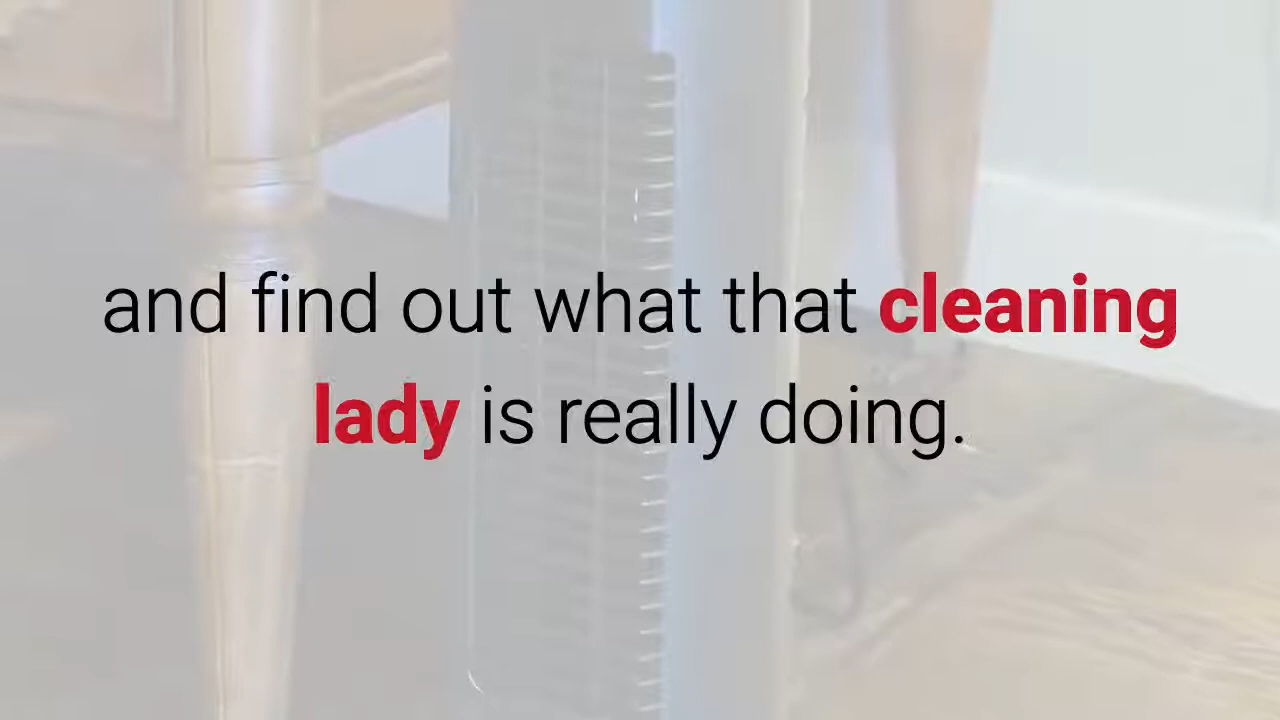 and find out what that cleaning
lady is really doing.